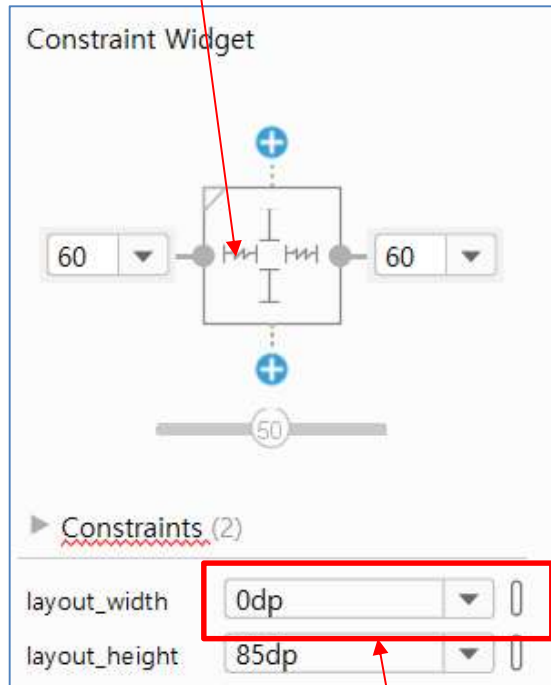 Constraint Widget
60 60
50
Constraints (2)
layout_width 0dp
layout_height 85dp